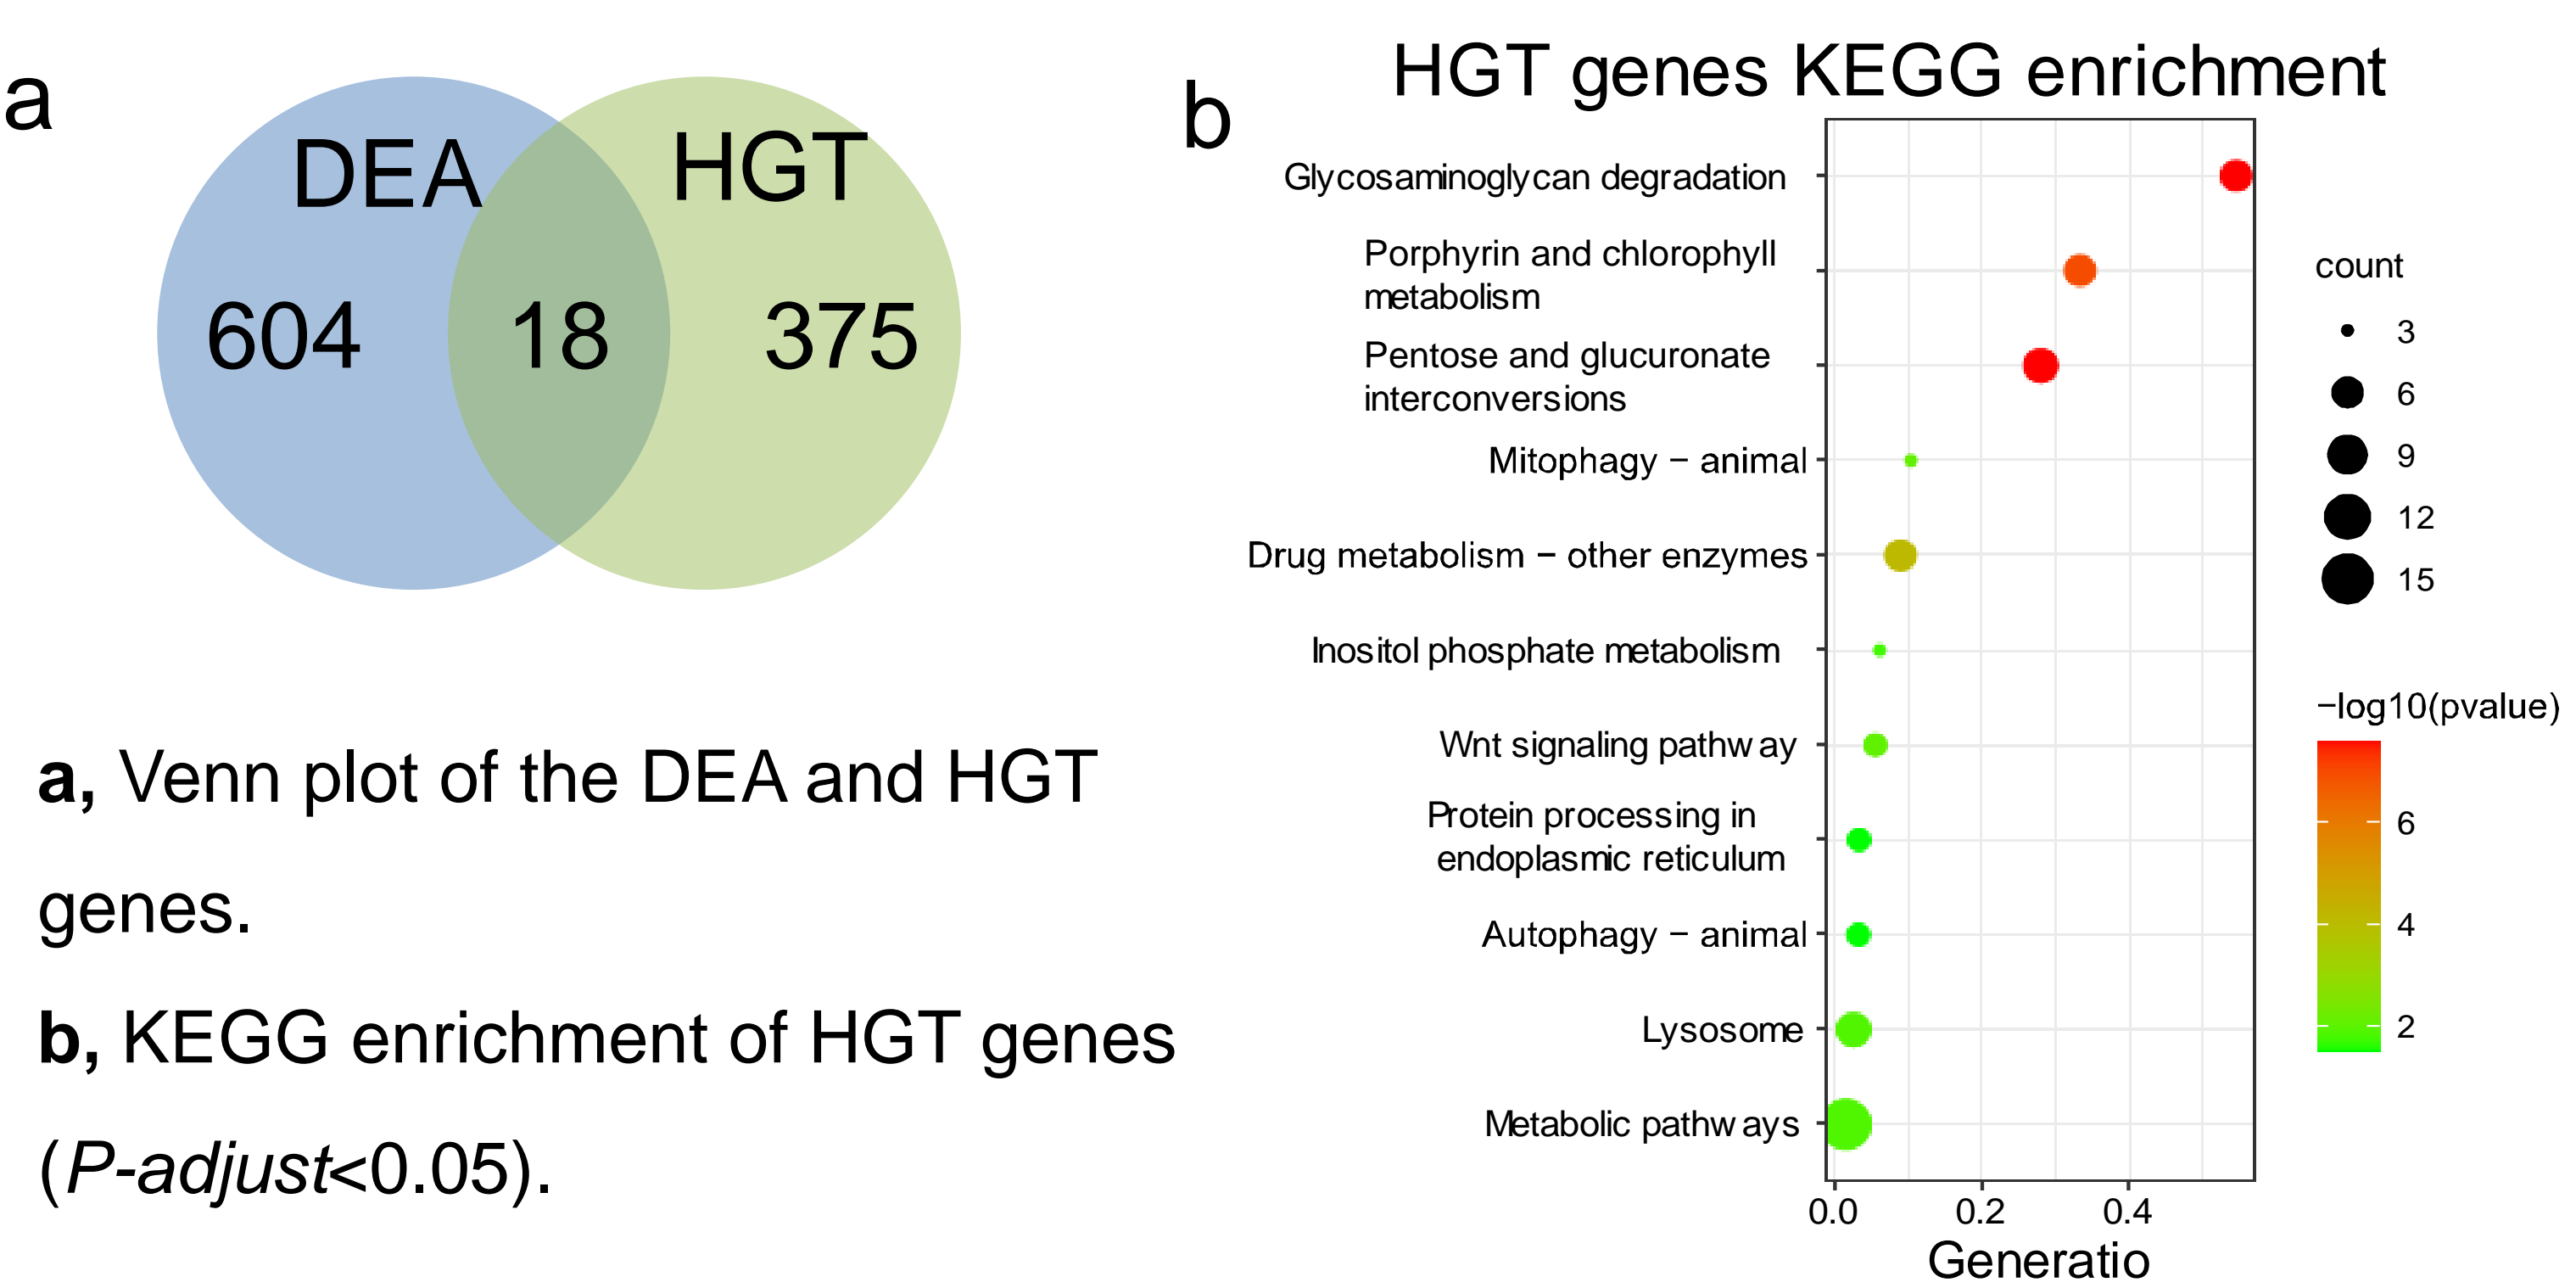 a
DEA
HGT
604
18
375
a, Venn plot of the DEA and HGT
genes.
b, KEGG enrichment of HGT genes
(P-adjust<0.05).
b
HGT genes KEGG enrichment
Glycosaminoglycan degradation
Porphyrin and chlorophyll
metabolism
Pentose and glucuronate
interconversions
Mitophagy − animal
Drug metabolism − other enzymes
Inositol phosphate metabolism
Wnt signaling pathway
Protein processing in
endoplasmic reticulum
Autophagy − animal
Lysosome
Metabolic pathways
0.0
0.2
0.4
Generatio
count
3
6
9
12
15
−log10(pvalue)
6
4
2